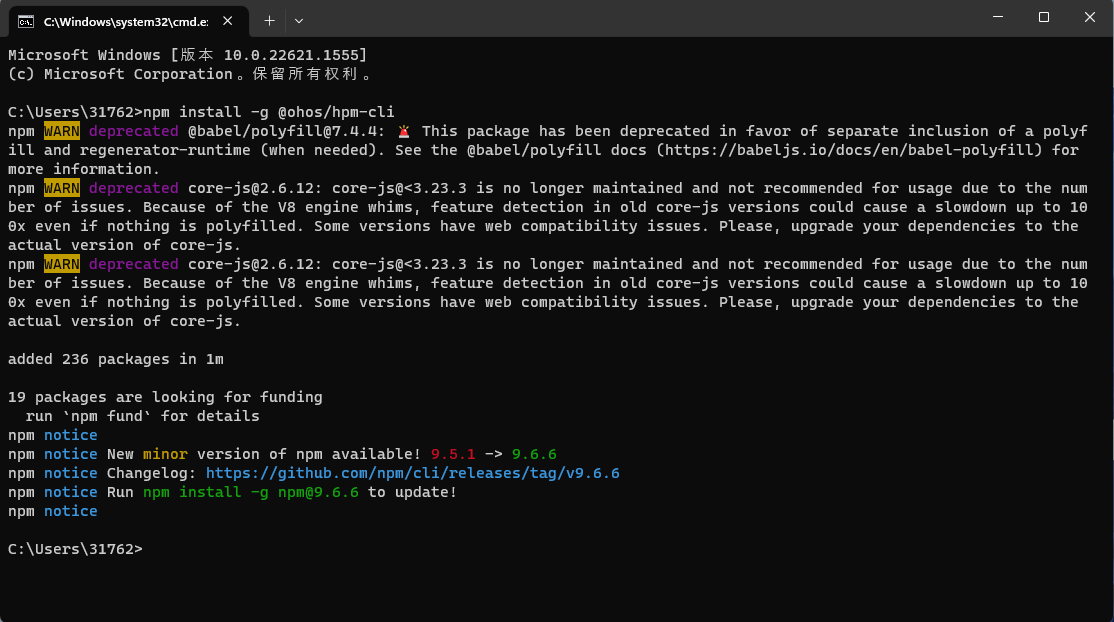 C:\Windows\system32\cmd.e
Microsoft Windows [版本 10.0.22621.1555]
(c) Microsoft Corporation。保留所有权利。
C:\Users\31762>npm install -g @ohos/hpm-cli
npm WARN deprecated @babel/polyfill@7.4.4: 🚨 This package has been deprecated in favor of separate inclusion of a polyf
ill and regenerator-runtime (when needed). See the @babel/polyfill docs (https://babeljs.io/docs/en/babel-polyfill) for
more information.
npm WARN deprecated core-js@2.6.12: core-js@<3.23.3 is no longer maintained and not recommended for usage due to the num
ber of issues. Because of the V8 engine whims, feature detection in old core-js versions could cause a slowdown up to 10
0x even if nothing is polyfilled. Some versions have web compatibility issues. Please, upgrade your dependencies to the
actual version of core-js.
npm WARN deprecated core-js@2.6.12: core-js@<3.23.3 is no longer maintained and not recommended for usage due to the num
ber of issues. Because of the V8 engine whims, feature detection in old core-js versions could cause a slowdown up to 10
0x even if nothing is polyfilled. Some versions have web compatibility issues. Please, upgrade your dependencies to the
actual version of core-js.
added 236 packages in 1m
19 packages are looking for funding
  run `npm fund` for details
npm notice
npm notice New minor version of npm available! 9.5.1 -> 9.6.6
npm notice Changelog: https://github.com/npm/cli/releases/tag/v9.6.6
npm notice Run npm install -g npm@9.6.6 to update!
npm notice
C:\Users\31762>